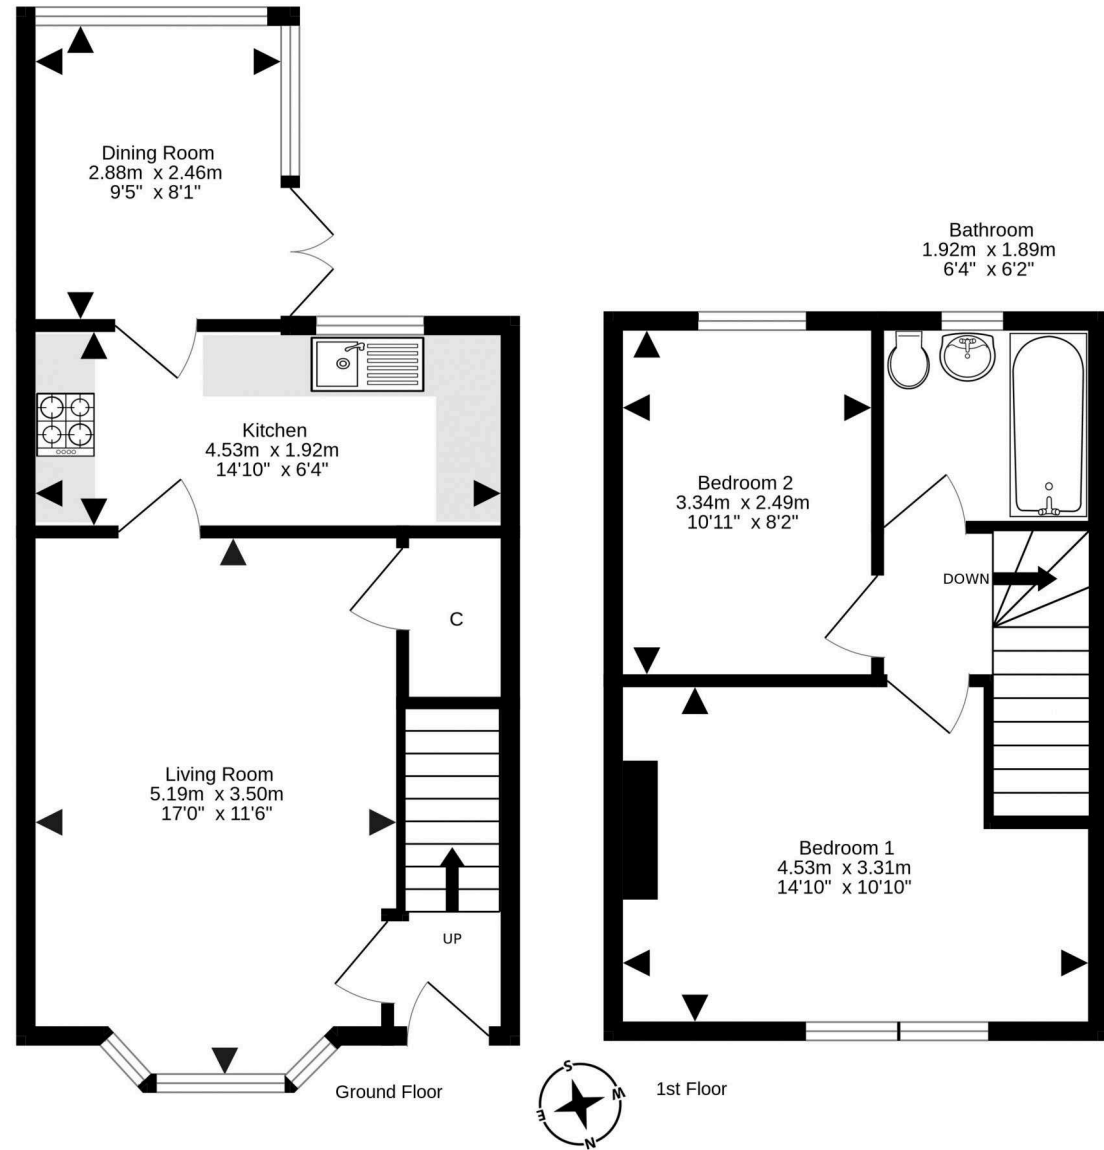 Dining Room
2.88m x 2.46m
9'5" x 8'1"
Bathroom
1.92m x 1.89m
6'4" x 6'2"
Kitchen
4.53m x 1.92m
14'10" x 6'4"
Bedroom 2
3.34m x 2.49m
10'11" x 8'2"
DOWN
C
Living Room
5.19m x 3.50m
17'0" x 11'6"
Bedroom 1
4.53m x 3.31m
14'10" x 10'10"
UP
Ground Floor
S
W
E
N
1st Floor